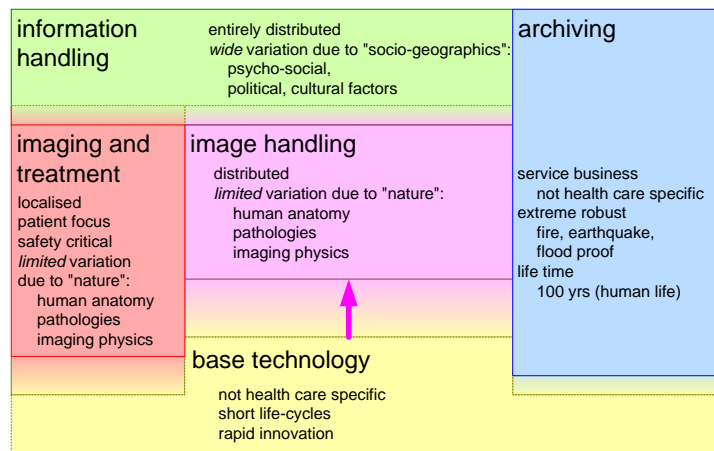 information
handling
entirely distributed
wide variation due to "socio-geographics":
psycho-social,
political, cultural factors
archiving
service business
not health care specific
extreme robust
fire, earthquake,
flood proof
life time
100 yrs (human life)
imaging and
treatment
localised
patient focus
safety critical
limited variation
due to "nature":
human anatomy
pathologies
imaging physics
image handling
distributed
limited variation due to "nature":
human anatomy
pathologies
imaging physics
base technology
not health care specific
short life-cycles
rapid innovation